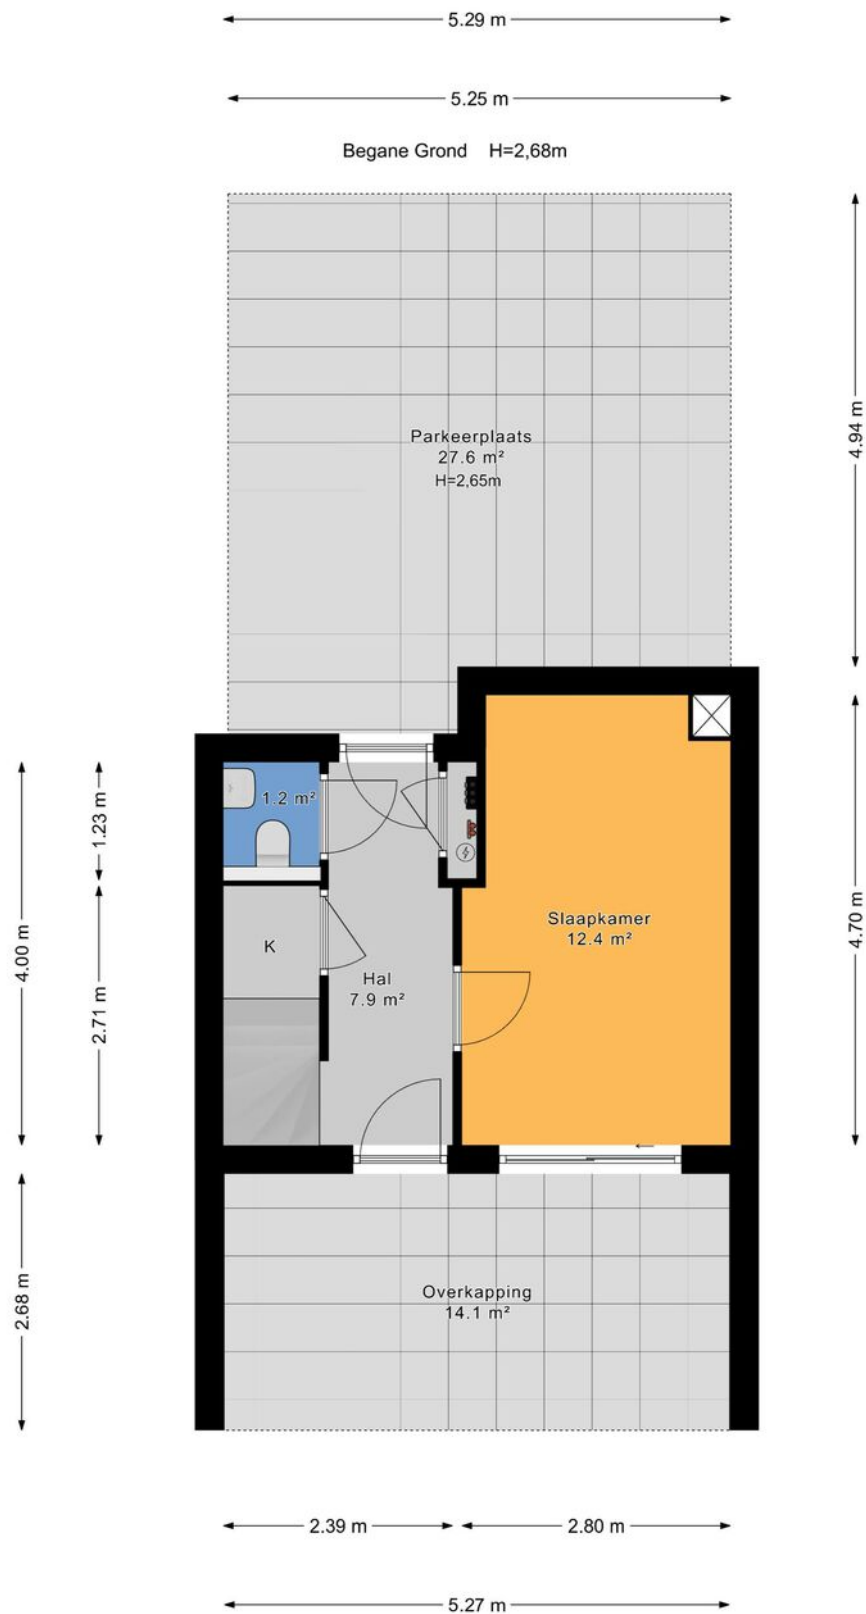 5.29 m
5.25 m
Begane Grond H=2,68m
4.94 m
Parkeerplaats
27.6 m²
H=2,65m
1.2 m²
1.23 m
4.00 m
2.71 m
K
Hal
7.9 m²
Slaapkamer
12.4 m²
4.70 m
2.68 m
Overkapping
14.1 m²
2.39 m
2.80 m
5.27 m